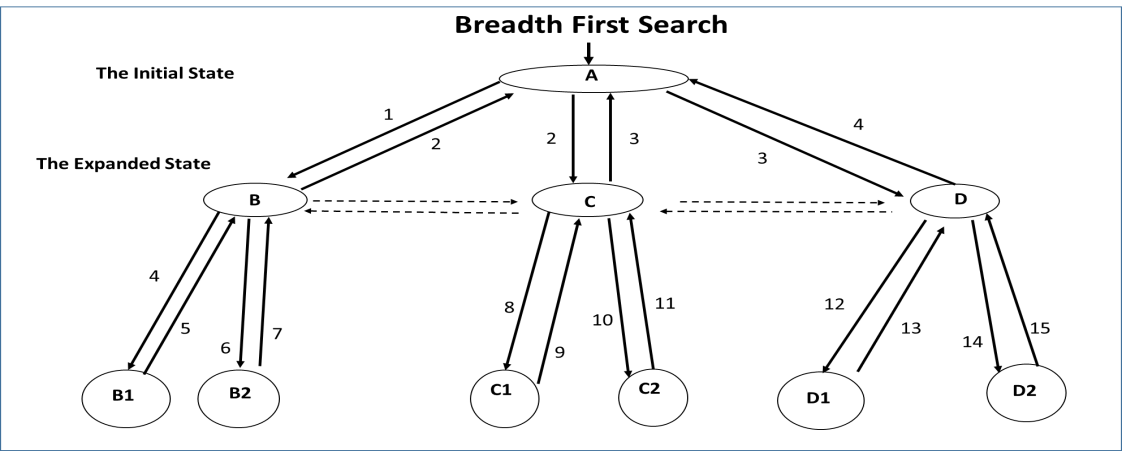 Breadth First Search
The Initial State
A
1
2
2
3
3
4
The Expanded State
B
C
D
4
5
6
7
8
9
10
11
12
13
14
15
B1
B2
C1
C2
D1
D2